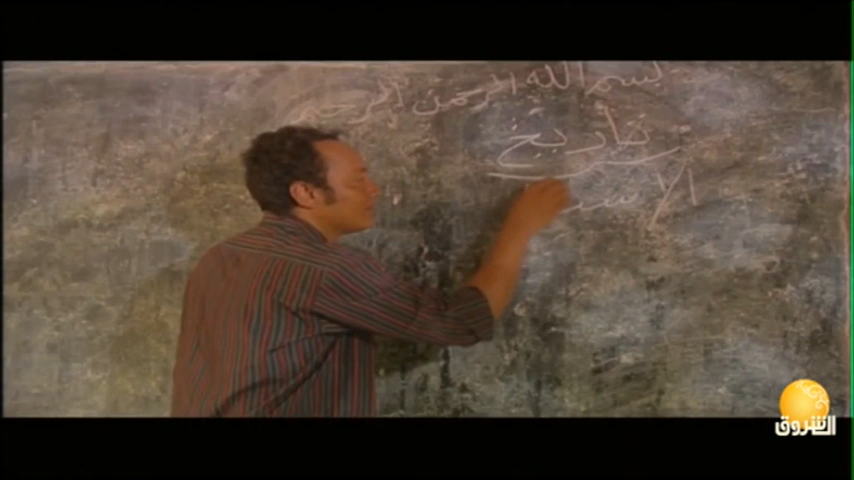 بسم الله الرحمن الرحيم
تاريخ
الشروق